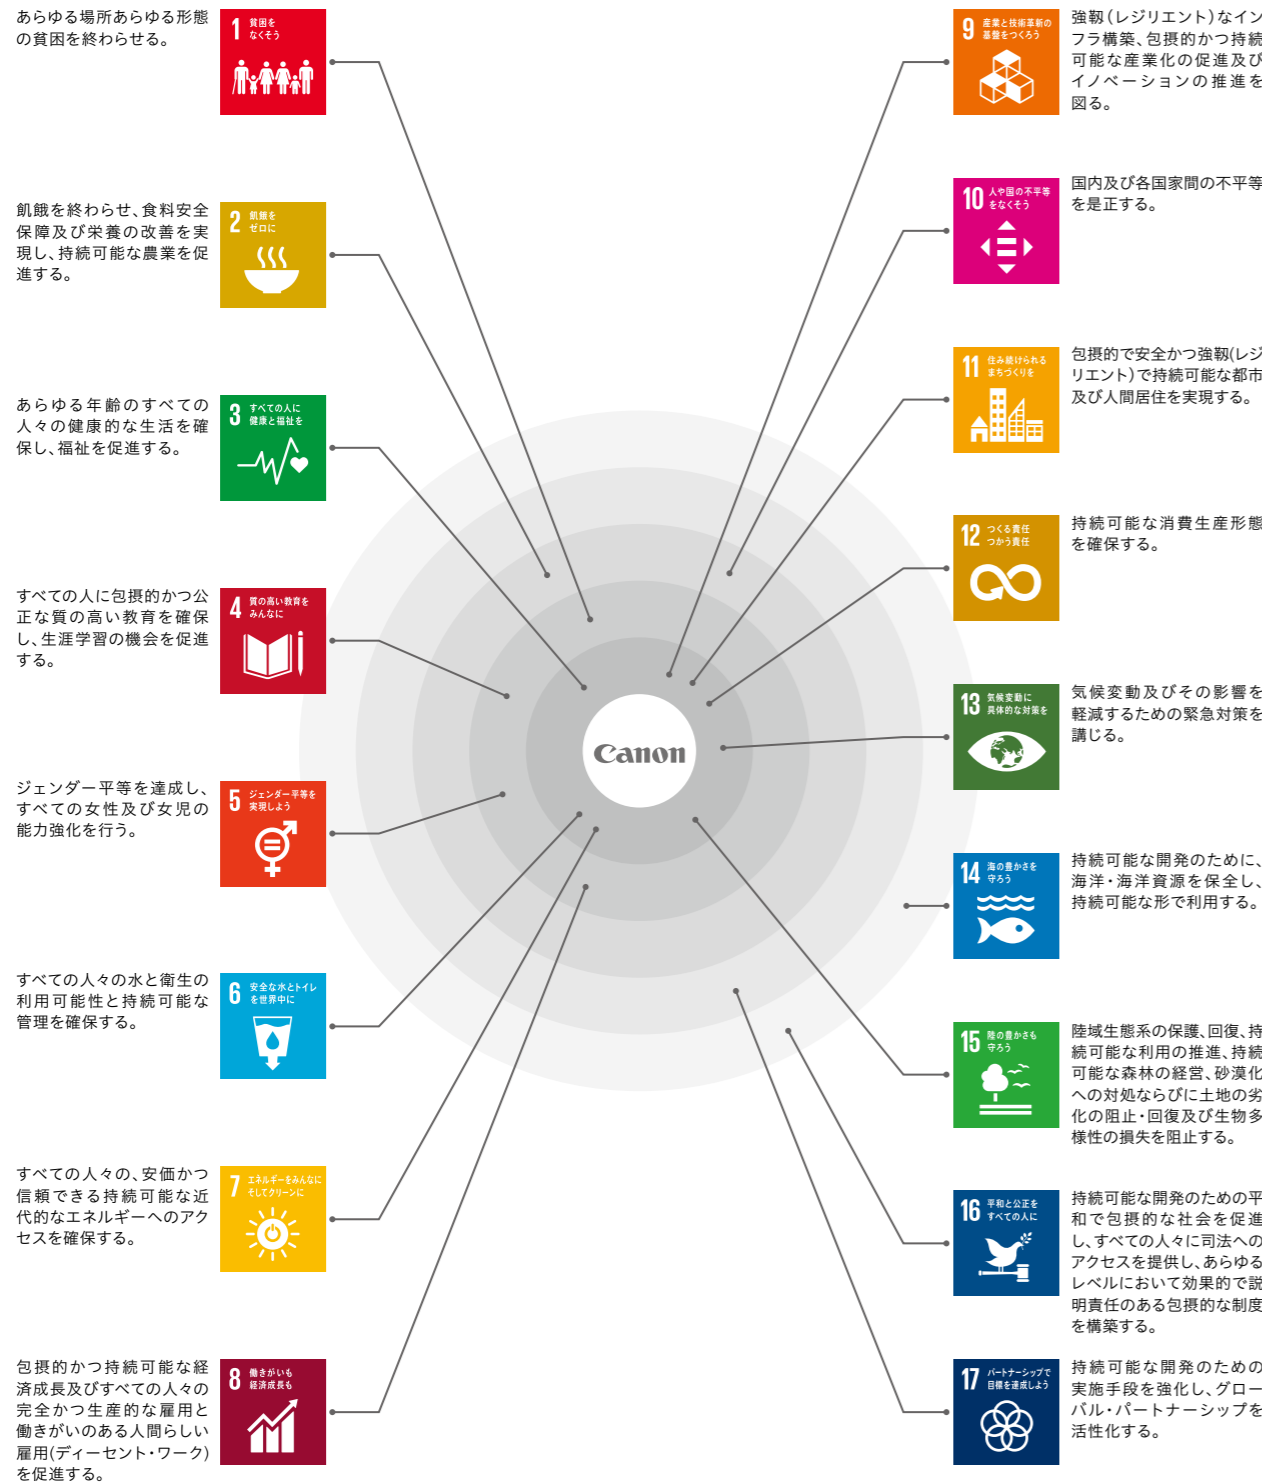 あらゆる場所あらゆる形態
の貧困を終わらせる。
1 貧困を
なくそう
飢餓を終わらせ、食料安全
保障及び栄養の改善を実
現し、持続可能な農業を促
進する。
2 飢餓を
ゼロに
あらゆる年齢のすべての
人々の健康的な生活を確
保し、福祉を促進する。
3 すべての人に
健康と福祉を
すべての人に包摂的かつ公
正な質の高い教育を確保
し、生涯学習の機会を促進
する。
4 質の高い教育を
みんなに
ジェンダー平等を達成し、
すべての女性及び女児の
能力強化を行う。
5 ジェンダー平等を
実現しよう
すべての人々の水と衛生の
利用可能性と持続可能な
管理を確保する。
6 安全な水とトイレ
を世界中に
すべての人々の、安価かつ
信頼できる持続可能な近
代的なエネルギーへのアク
セスを確保する。
7 エネルギーをみんなに
そしてクリーンに
包摂的かつ持続可能な経
済成長及びすべての人々の
完全かつ生産的な雇用と
働きがいのある人間らしい
雇用(ディーセント・ワーク)
を促進する。
8 働きがいも
経済成長も
Canon
9 産業と技術革新の
基盤をつくろう
強靱(レジリエント)なイン
フラ構築、包摂的かつ持続
可能な産業化の促進及び
イノベーションの推進を
図る。
10 人や国の不平等
をなくそう
国内及び各国家間の不平等
を是正する。
11 住み続けられる
まちづくりを
包摂的で安全かつ強靱(レジ
リエント)で持続可能な都市
及び人間居住を実現する。
12 つくる責任
つかう責任
持続可能な消費生産形態
を確保する。
13 気候変動に
具体的な対策を
気候変動及びその影響を
軽減するための緊急対策を
講じる。
14 海の豊かさを
守ろう
持続可能な開発のために、
海洋・海洋資源を保全し、
持続可能な形で利用する。
15 陸の豊かさも
守ろう
陸域生態系の保護、回復、持
続可能な利用の推進、持続
可能な森林の経営、砂漠化
への対処ならびに土地の劣
化の阻止・回復及び生物多
様性の損失を阻止する。
16 平和と公正を
すべての人に
持続可能な開発のための平
和で包摂的な社会を促進
し、すべての人々に司法への
アクセスを提供し、あらゆる
レベルにおいて効果的で説
明責任のある包摂的な制度
を構築する。
17 パートナーシップで
目標を達成しよう
持続可能な開発のための
実施手段を強化し、グロー
バル・パートナーシップを
活性化する。